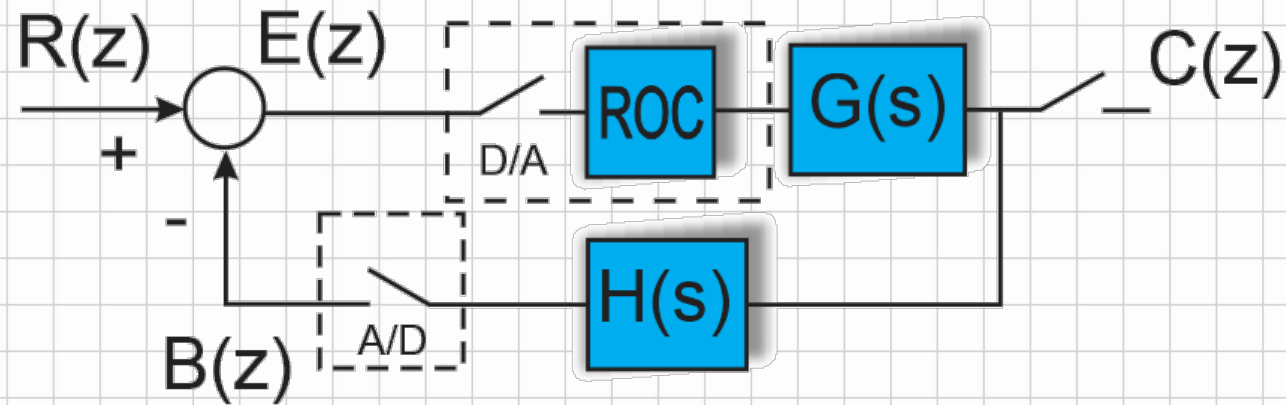 R(z)
E(z)
C(z)
+
-
D/A
ROC
G(s)
H(s)
A/D
B(z)